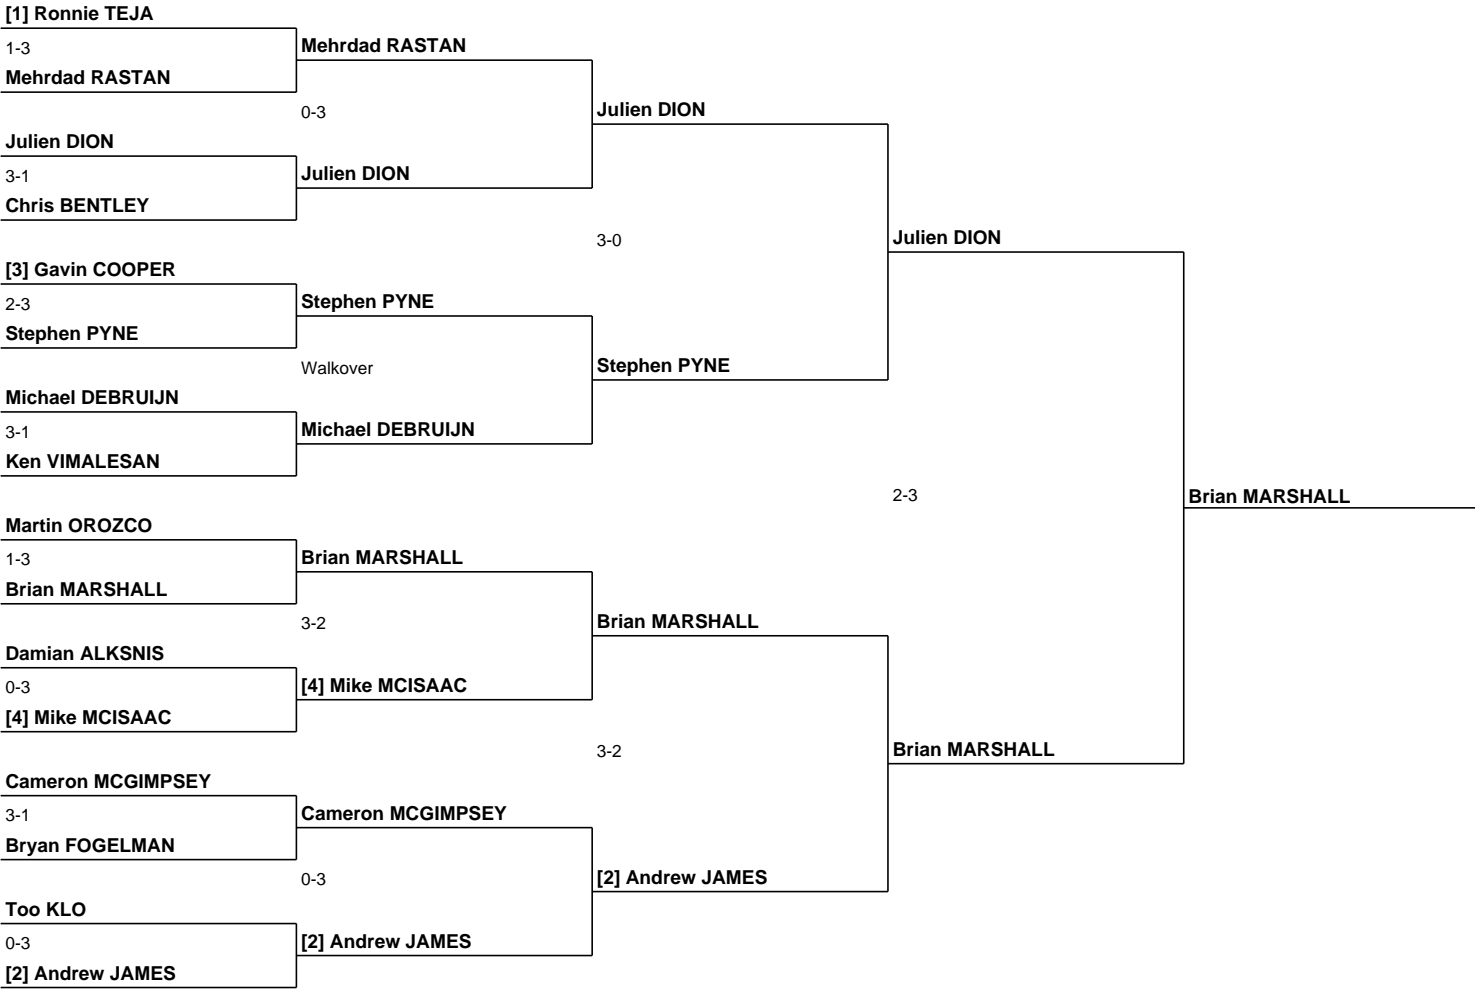 [1] Ronnie TEJA
1-3
Mehrdad RASTAN
Mehrdad RASTAN
0-3
Julien DION
Julien DION
3-1
Chris BENTLEY
Julien DION
3-0
Julien DION
[3] Gavin COOPER
2-3
Stephen PYNE
Stephen PYNE
Walkover
Stephen PYNE
Michael DEBRUIJN
3-1
Ken VIMALESAN
Michael DEBRUIJN
2-3
Brian MARSHALL
Martin OROZCO
1-3
Brian MARSHALL
Brian MARSHALL
3-2
Brian MARSHALL
Damian ALKSNIS
0-3
[4] Mike MCISAAC
[4] Mike MCISAAC
3-2
Brian MARSHALL
Cameron MCGIMPSEY
3-1
Bryan FOGELMAN
Cameron MCGIMPSEY
0-3
[2] Andrew JAMES
Too KLO
0-3
[2] Andrew JAMES
[2] Andrew JAMES